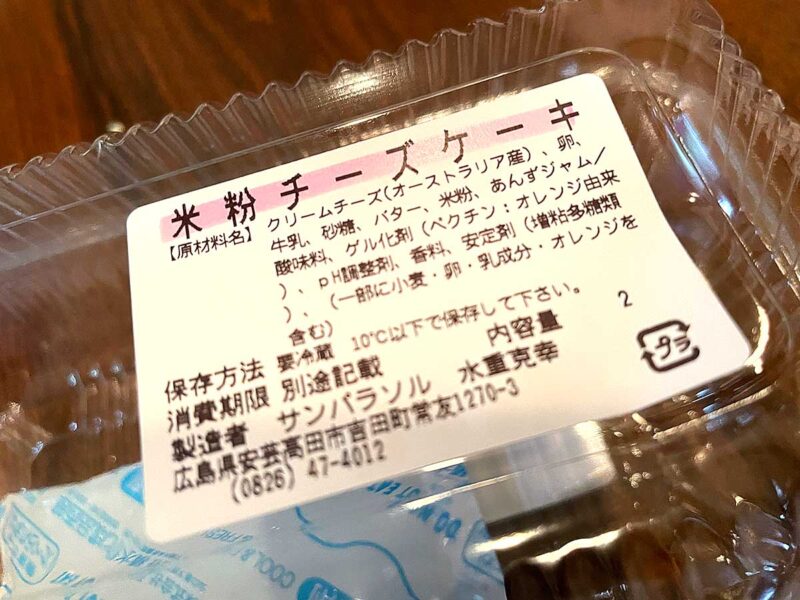 米粉チーズケーキ
【原材料名】クリームチーズ(オーストラリア産)、卵、
牛乳、砂糖、バター、米粉、あんずジャム/
酸味料、ゲル化剤(ペクチン:オレンジ由来
)、pH調整剤、香料、安定剤(増粘多糖類
)、(一部に小麦・卵・乳成分・オレンジを
含む)
保存方法 要冷蔵 10℃以下で保存して下さい。
消費期限 別途記載 内容量 2
製造者 サンパラソル 水重克幸
広島県安芸高田市吉田町常友1270-3
(0826) 47-4012
プラ
DO NOT EAT
COOL & FRESH